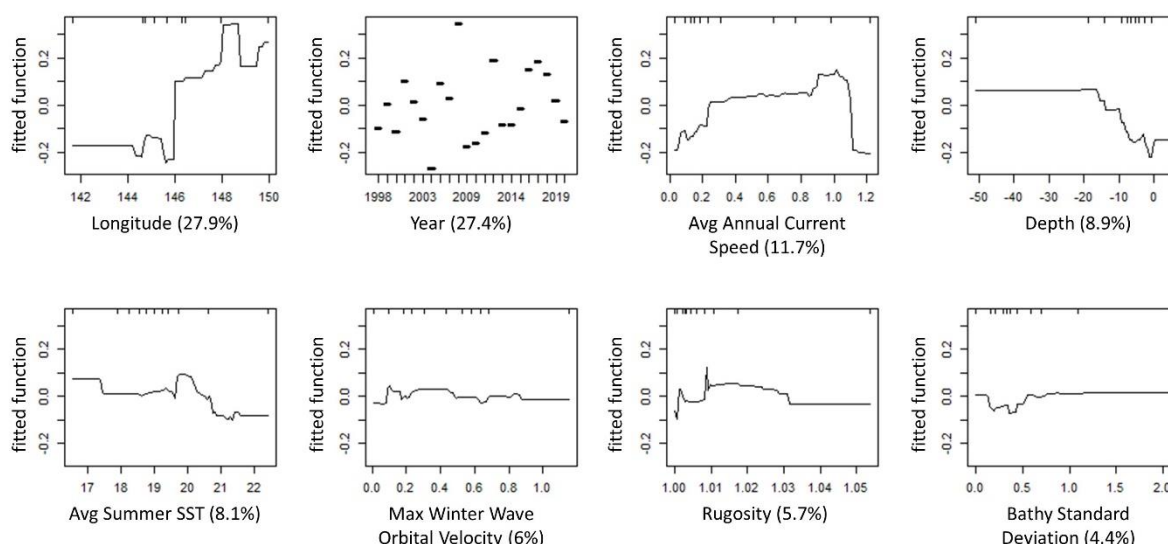 fitted function
0.2
0.0
-0.2
142 144 146 148 150
Longitude (27.9%)
fitted function
0.2
0.0
-0.2
1998 2003 2009 2014 2019
Year (27.4%)
fitted function
0.2
0.0
-0.2
0.0 0.2 0.4 0.6 0.8 1.0 1.2
Avg Annual Current
Speed (11.7%)
fitted function
0.2
0.0
-0.2
-50 -40 -30 -20 -10 0
Depth (8.9%)
fitted function
0.2
0.0
-0.2
17 18 19 20 21 22
Avg Summer SST (8.1%)
fitted function
0.2
0.0
-0.2
0.0 0.2 0.4 0.6 0.8 1.0
Max Winter Wave
Orbital Velocity (6%)
fitted function
0.2
0.0
-0.2
1.00 1.01 1.02 1.03 1.04 1.05
Rugosity (5.7%)
fitted function
0.2
0.0
-0.2
0.0 0.5 1.0 1.5 2.0
Bathy Standard
Deviation (4.4%)